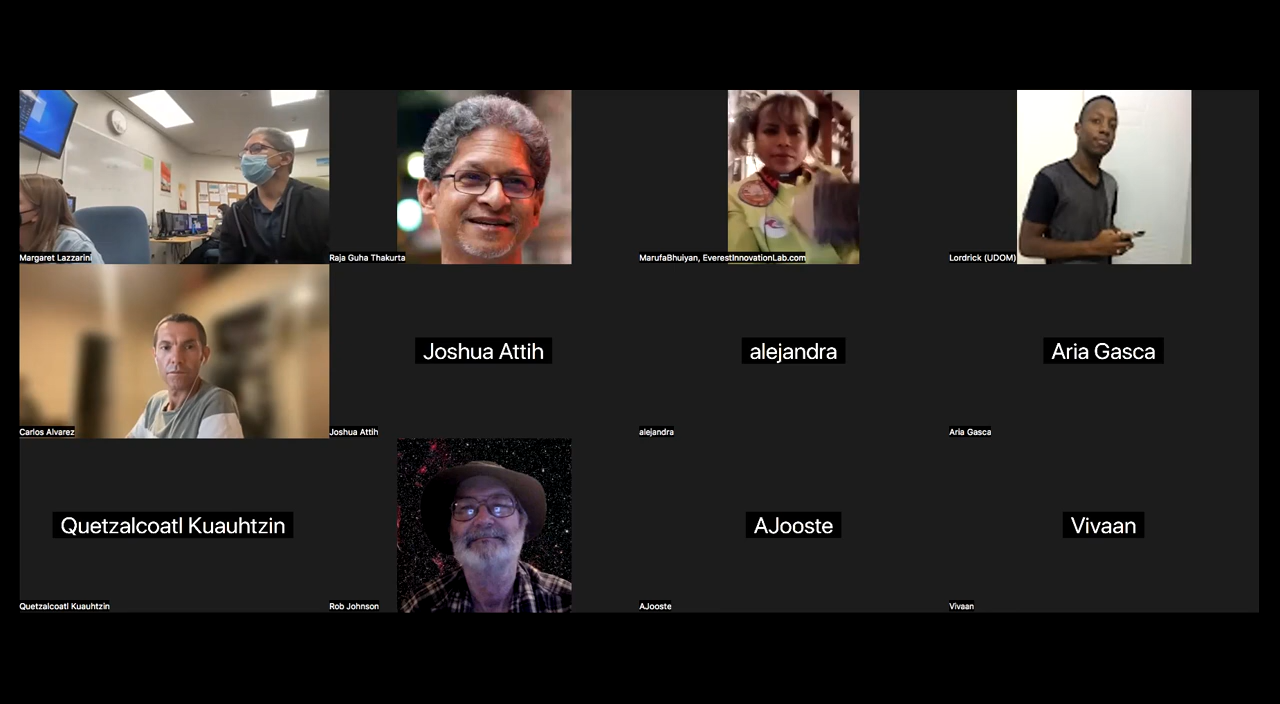 Margaret Lazzarini
Raja Guha Thakurta
MarufaBhuiyan, EverestInnovationLab.com
Lordrick (UDOM)
Carlos Alvarez
Joshua Attih
Joshua Attih
alejandra
alejandra
Aria Gasca
Aria Gasca
Quetzalcoatl Kuauhtzin
Quetzalcoatl Kuauhtzin
Rob Johnson
AJooste
AJooste
Vivaan
Vivaan